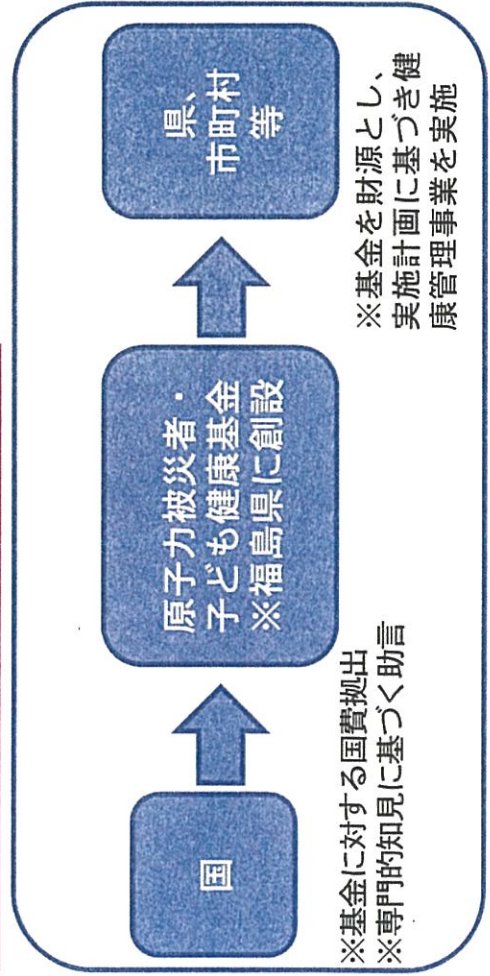 国
※基金に対する国費拠出
※専門的知見に基づく助言
原子力被災者・
子ども健康基金
※福島県に創設
県、
市町村
等
※基金を財源とし、
実施計画に基づき健
康管理事業を実施